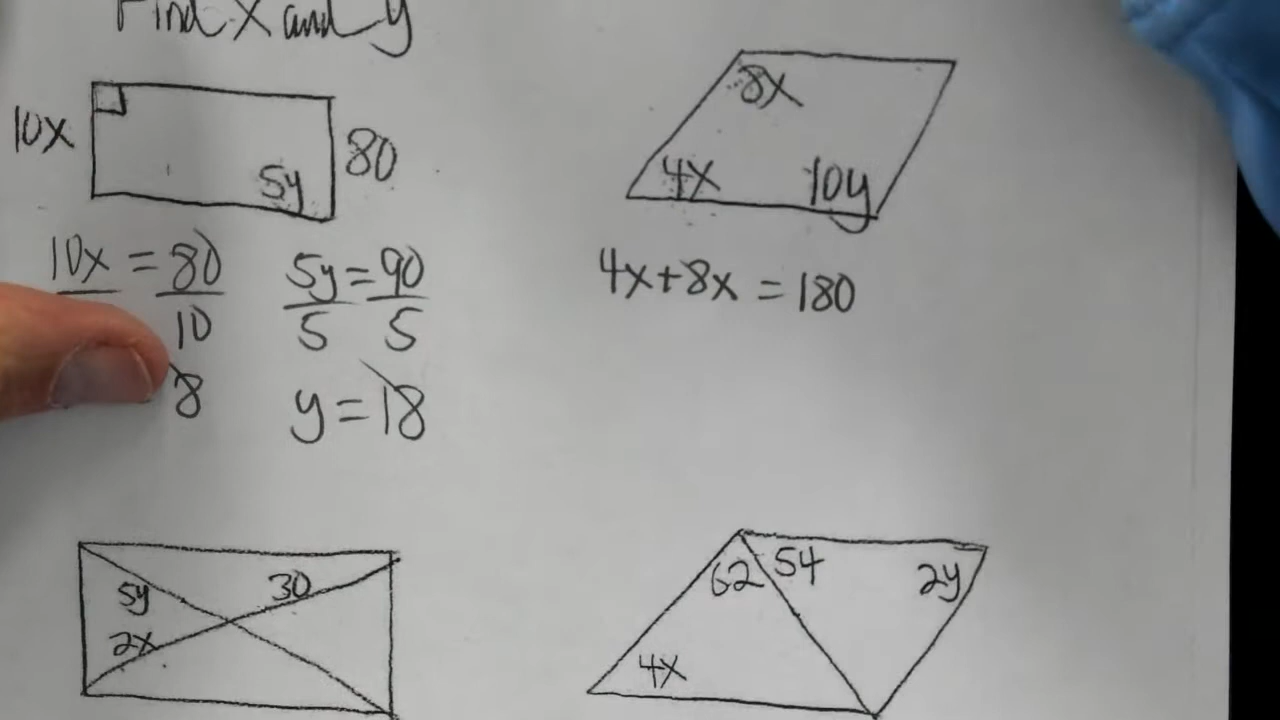 Find x and y
10x
5y
80
10x = 80
10
8
5y = 90
5 5
y = 18
8x
4x
10y
4x + 8x = 180
5y
30
2x
62
54
2y
4x